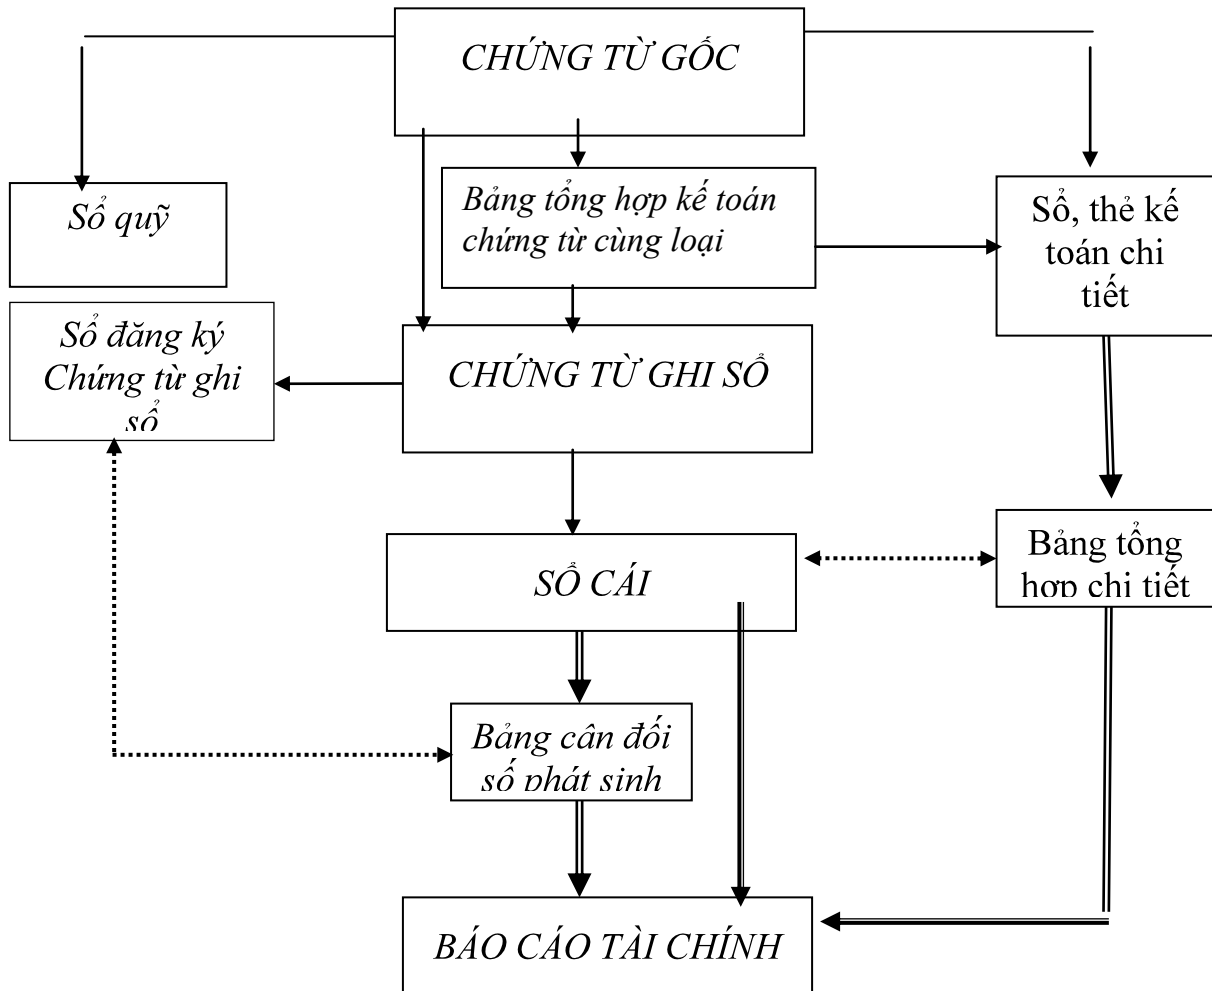 CHỨNG TỪ GỐC
Sổ quỹ
Bảng tổng hợp kế toán
chứng từ cùng loại
Sổ, thẻ kế
toán chi
tiết
Sổ đăng ký
Chứng từ ghi
sổ
CHỨNG TỪ GHI SỔ
SỔ CÁI
Bảng tổng
hợp chi tiết
Bảng cân đối
số phát sinh
BÁO CÁO TÀI CHÍNH